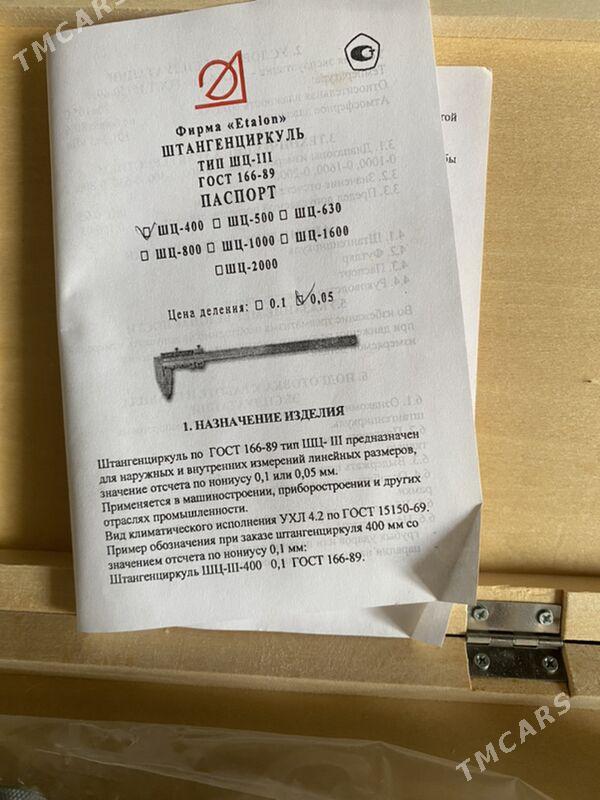 TMCARS
Фирма «Etalon»
ШТАНГЕНЦИРКУЛЬ
ТИП ШЦ-III
ГОСТ 166-89
ПАСПОРТ
ШЦ-400 ШЦ-500 ШЦ-630
ШЦ-800 ШЦ-1000 ШЦ-1600
ШЦ-2000
Цена деления: 0.1 0,05
1. НАЗНАЧЕНИЕ ИЗДЕЛИЯ
Штангенциркуль по ГОСТ 166-89 тип ШЦ- III предназначен
для наружных и внутренних измерений линейных размеров,
значение отсчета по нониусу 0,1 или 0,05 мм.
Применяется в машиностроении, приборостроении и других
отраслях промышленности.
Вид климатического исполнения УХЛ 4.2 по ГОСТ 15150-69.
Пример обозначения при заказе штангенциркуля 400 мм со
значением отсчета по нониусу 0,1 мм:
Штангенциркуль ШЦ-III-400 0,1 ГОСТ 166-89.
TMCARS